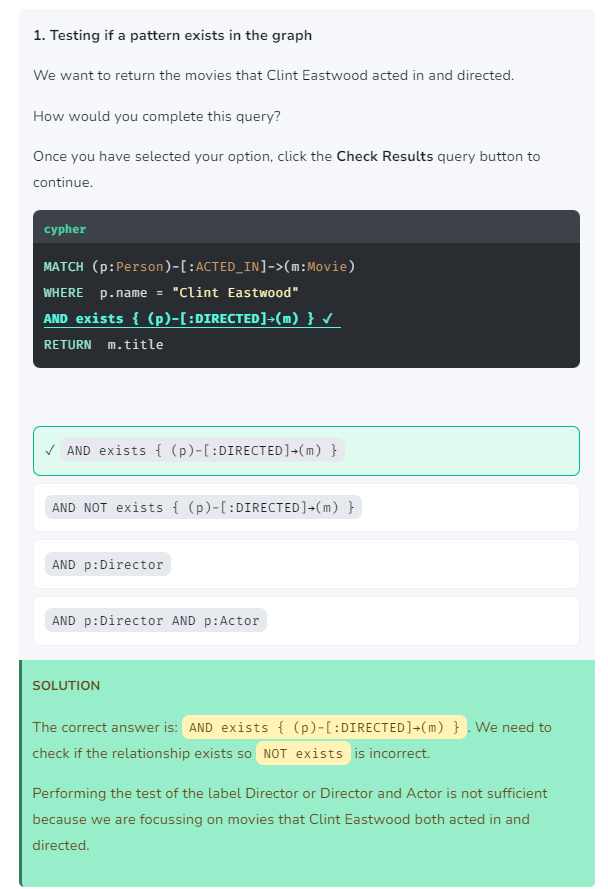 1. Testing if a pattern exists in the graph
We want to return the movies that Clint Eastwood acted in and directed.
How would you complete this query?
Once you have selected your option, click the Check Results query button to
continue.
cypher
MATCH (p:Person)-[:ACTED_IN]->(m:Movie)
WHERE  p.name = "Clint Eastwood"
AND exists { (p)-[:DIRECTED]→(m) } ✓
RETURN  m.title
✓ AND exists { (p)-[:DIRECTED]→(m) }
AND NOT exists { (p)-[:DIRECTED]→(m) }
AND p:Director
AND p:Director AND p:Actor
SOLUTION
The correct answer is: AND exists { (p)-[:DIRECTED]→(m) }. We need to
check if the relationship exists so NOT exists is incorrect.
Performing the test of the label Director or Director and Actor is not sufficient
because we are focussing on movies that Clint Eastwood both acted in and
directed.